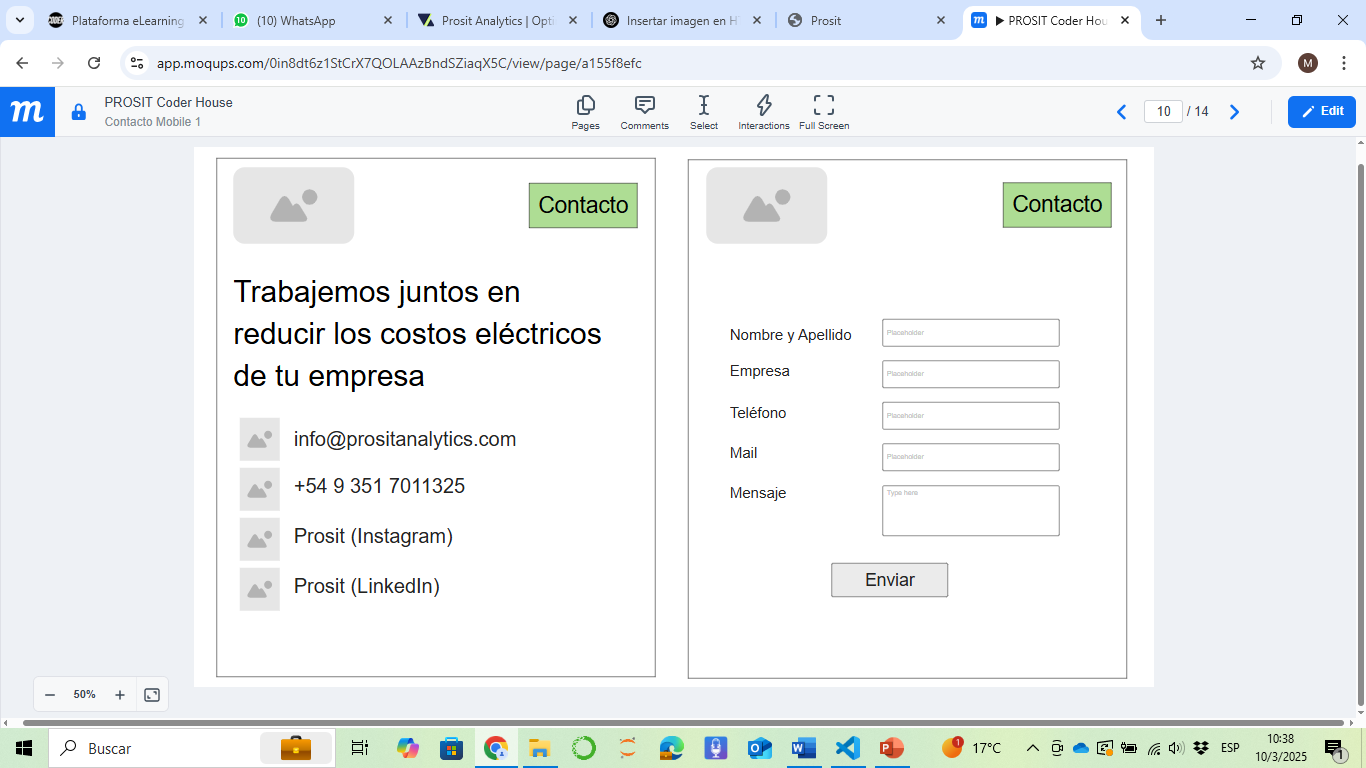 Plataforma eLearning
(10) WhatsApp
Prosit Analytics | Opti
Insertar imagen en H
Prosit
▶ PROSIT Coder Hou
app.moqups.com/0in8dt6z1StCrX7QOLAAzBndSZiaqX5C/view/page/a155f8efc
M
PROSIT Coder House
Contacto Mobile 1
Pages
Comments
Select
Interactions
Full Screen
10 / 14
Edit
Contacto
Trabajemos juntos en
reducir los costos eléctricos
de tu empresa
info@prositanalytics.com
+54 9 351 7011325
Prosit (Instagram)
Prosit (LinkedIn)
Contacto
Nombre y Apellido
Placeholder
Empresa
Placeholder
Teléfono
Placeholder
Mail
Placeholder
Mensaje
Type here
Enviar
50%
Buscar
1
17°C
ESP
10:38
10/3/2025
1